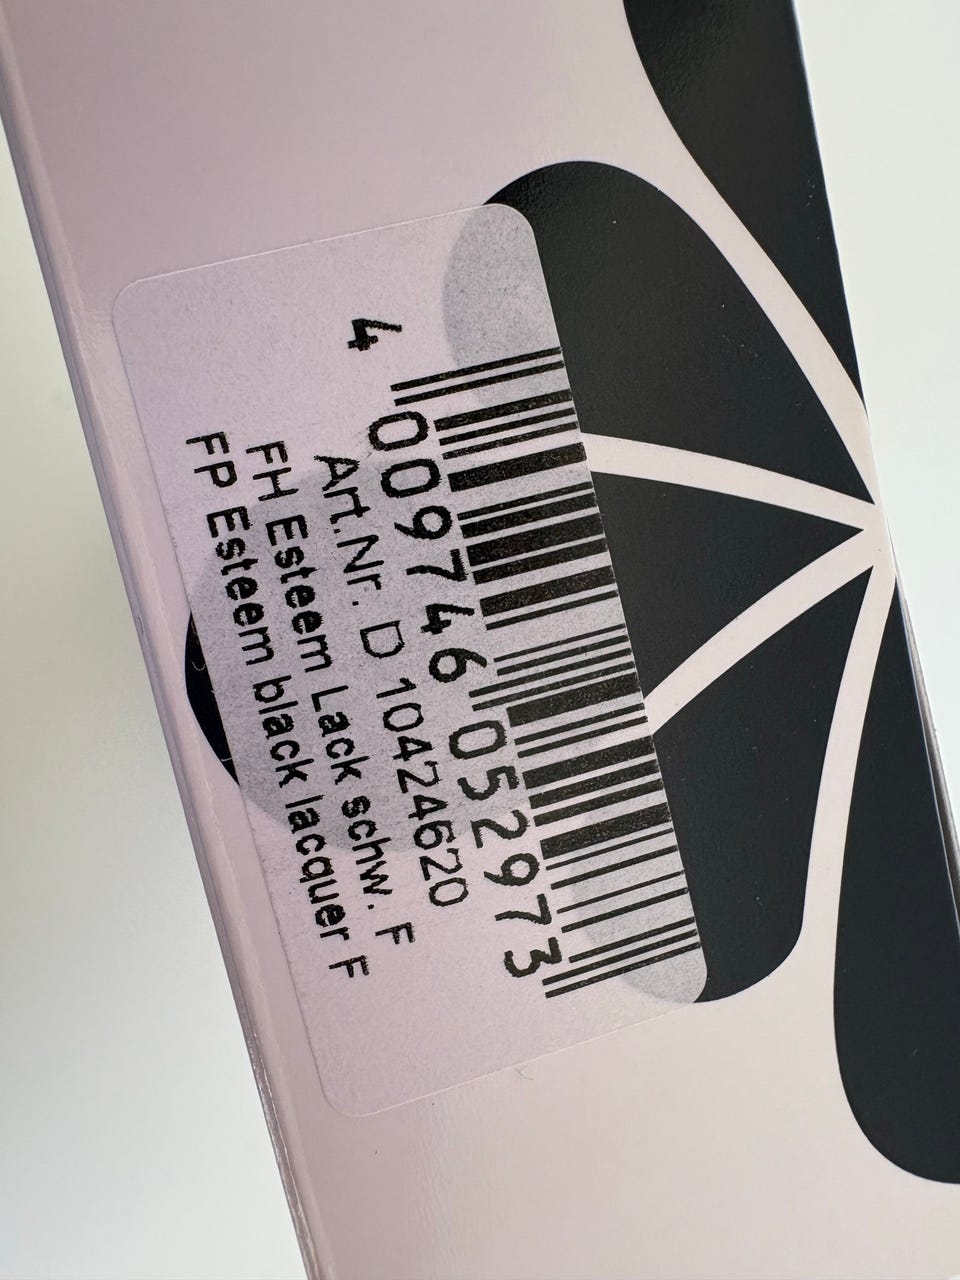 4 009746 052973
Art.Nr. D 10424620
FH Esteem Lack schw. F
FP Esteem black lacquer F